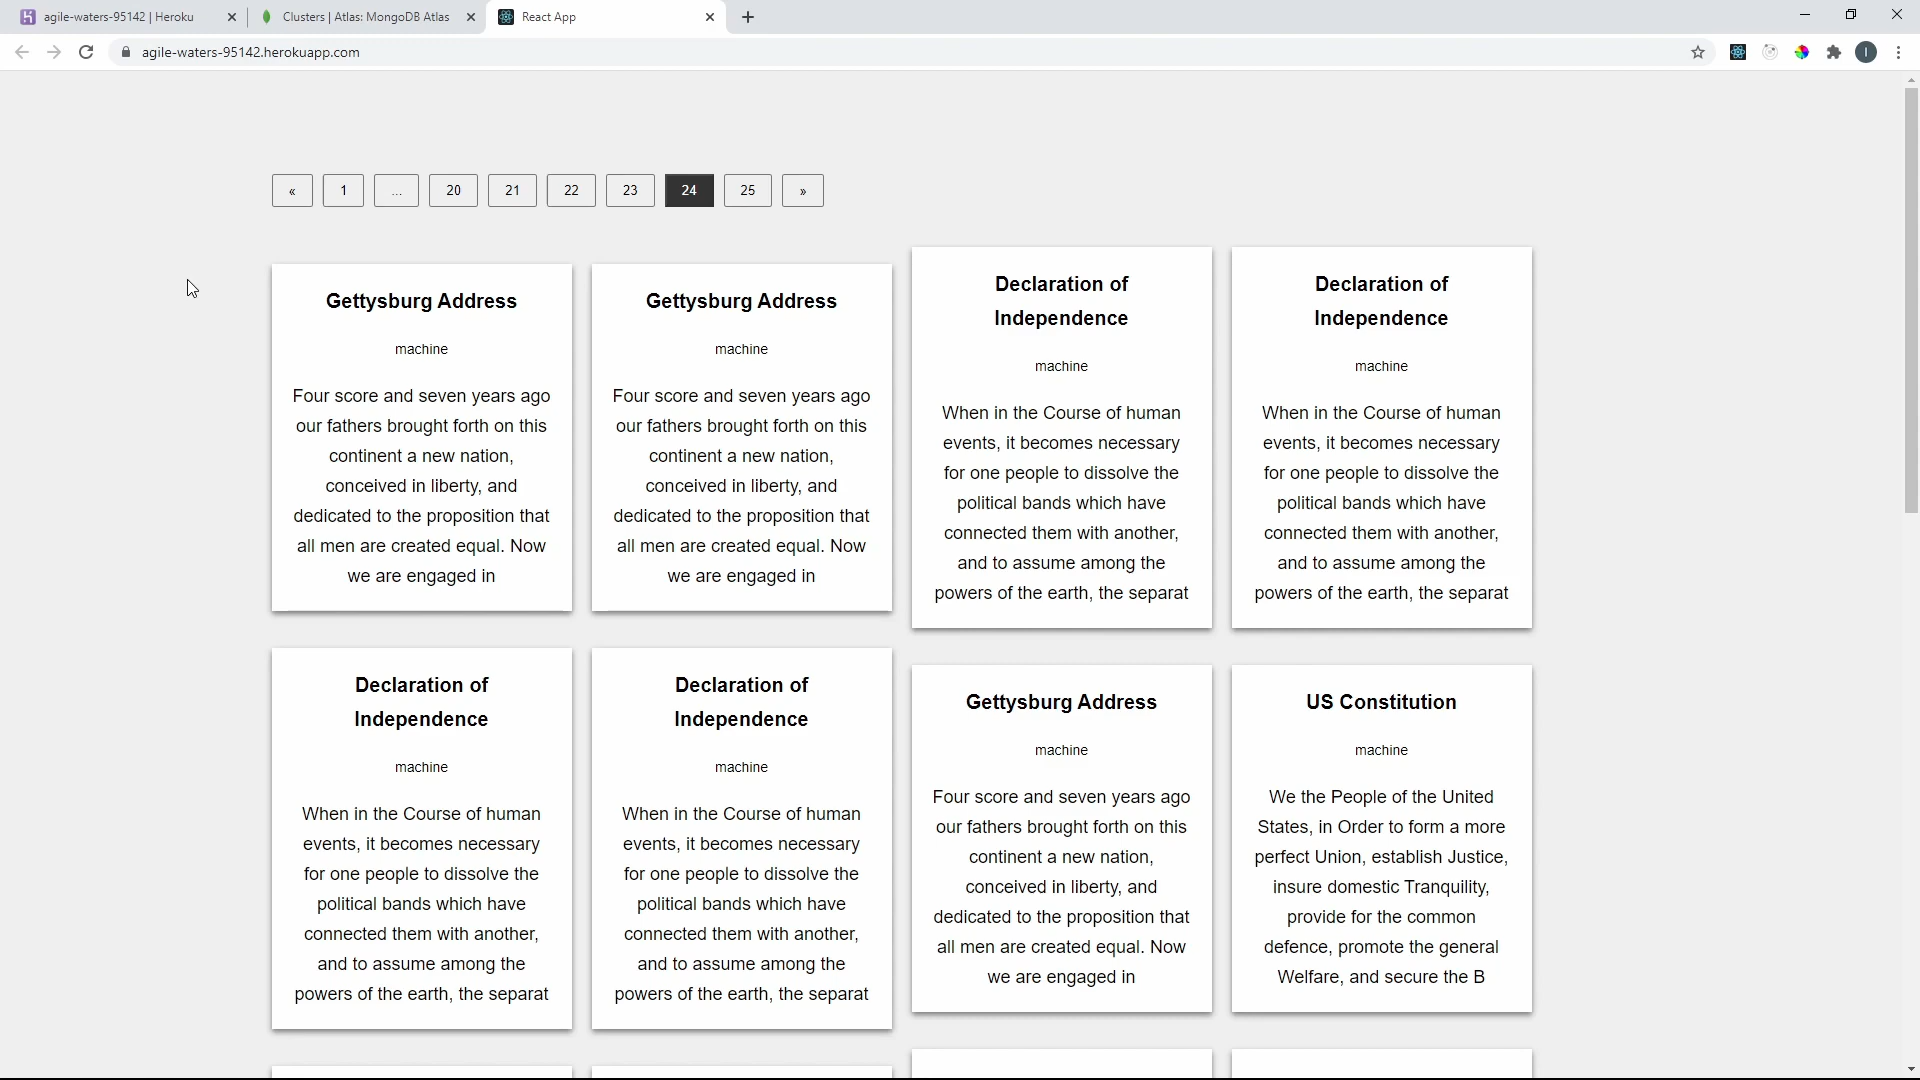 agile-waters-95142 | Heroku
Clusters | Atlas: MongoDB Atlas
React App
agile-waters-95142.herokuapp.com
I
« 1 ... 20 21 22 23 24 25 »
Gettysburg Address
machine
Four score and seven years ago
our fathers brought forth on this
continent a new nation,
conceived in liberty, and
dedicated to the proposition that
all men are created equal. Now
we are engaged in
Gettysburg Address
machine
Four score and seven years ago
our fathers brought forth on this
continent a new nation,
conceived in liberty, and
dedicated to the proposition that
all men are created equal. Now
we are engaged in
Declaration of
Independence
machine
When in the Course of human
events, it becomes necessary
for one people to dissolve the
political bands which have
connected them with another,
and to assume among the
powers of the earth, the separat
Declaration of
Independence
machine
When in the Course of human
events, it becomes necessary
for one people to dissolve the
political bands which have
connected them with another,
and to assume among the
powers of the earth, the separat
Declaration of
Independence
machine
When in the Course of human
events, it becomes necessary
for one people to dissolve the
political bands which have
connected them with another,
and to assume among the
powers of the earth, the separat
Declaration of
Independence
machine
When in the Course of human
events, it becomes necessary
for one people to dissolve the
political bands which have
connected them with another,
and to assume among the
powers of the earth, the separat
Gettysburg Address
machine
Four score and seven years ago
our fathers brought forth on this
continent a new nation,
conceived in liberty, and
dedicated to the proposition that
all men are created equal. Now
we are engaged in
US Constitution
machine
We the People of the United
States, in Order to form a more
perfect Union, establish Justice,
insure domestic Tranquility,
provide for the common
defence, promote the general
Welfare, and secure the B